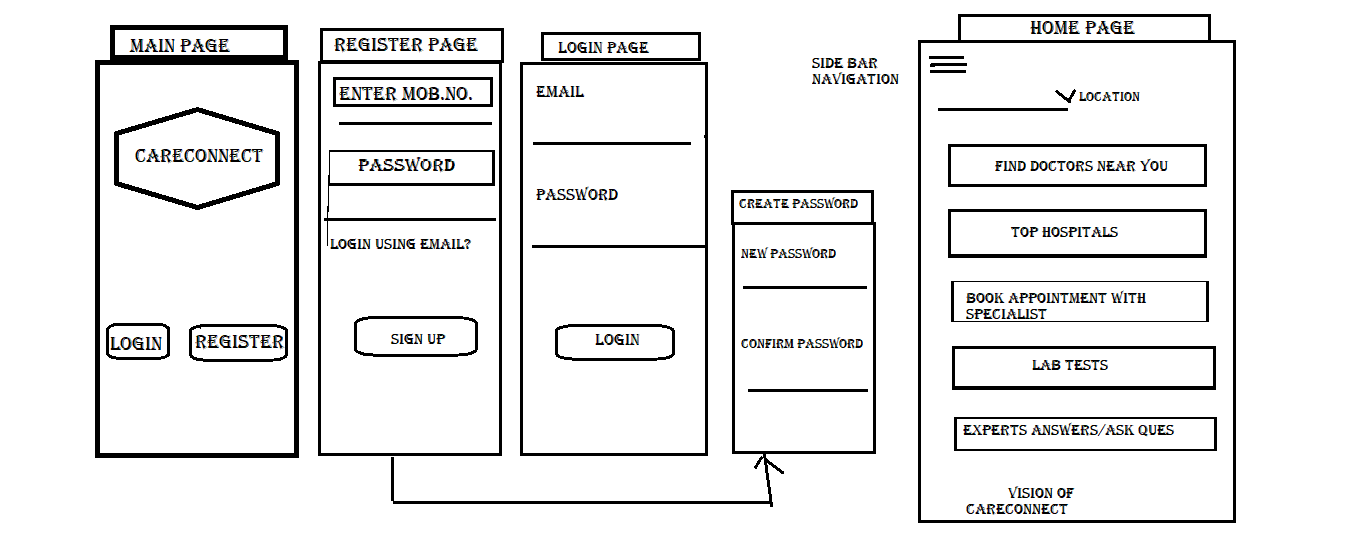 MAIN PAGE
CARECONNECT
LOGIN
REGISTER
REGISTER PAGE
ENTER MOB.NO.
PASSWORD
LOGIN USING EMAIL?
SIGN UP
LOGIN PAGE
EMAIL
PASSWORD
LOGIN
CREATE PASSWORD
NEW PASSWORD
CONFIRM PASSWORD
SIDE BAR
NAVIGATION
HOME PAGE
LOCATION
FIND DOCTORS NEAR YOU
TOP HOSPITALS
BOOK APPOINTMENT WITH
SPECIALIST
LAB TESTS
EXPERTS ANSWERS/ASK QUES
VISION OF
CARECONNECT